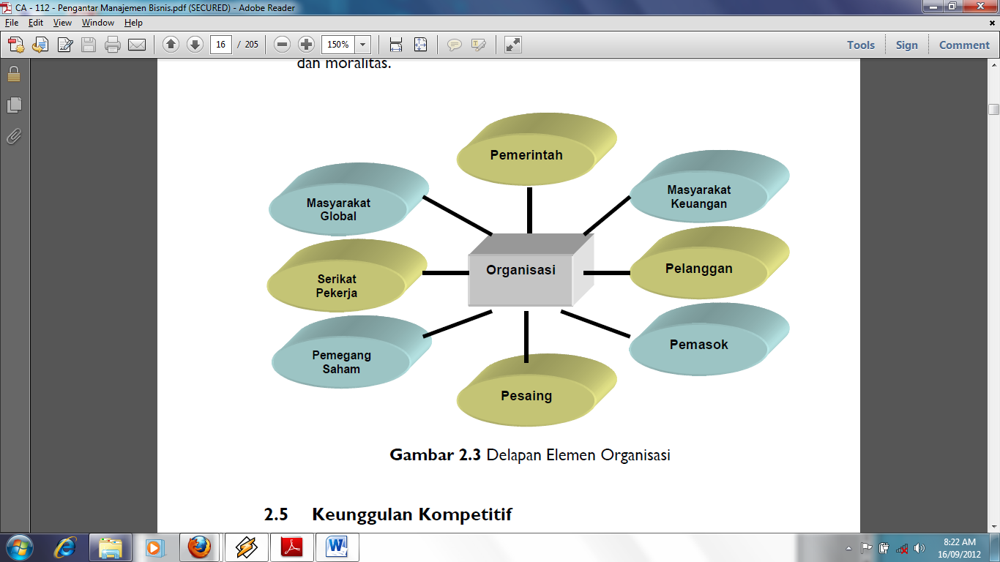 CA - 112 - Pengantar Manajemen Bisnis.pdf (SECURED) - Adobe Reader
File Edit View Window Help
16 / 205 150% Tools Sign Comment
dan moralitas.
Pemerintah
Masyarakat
Keuangan
Masyarakat
Global
Organisasi
Pelanggan
Serikat
Pekerja
Pemasok
Pemegang
Saham
Pesaing
Gambar 2.3 Delapan Elemen Organisasi
2.5 Keunggulan Kompetitif
8:22 AM
16/09/2012